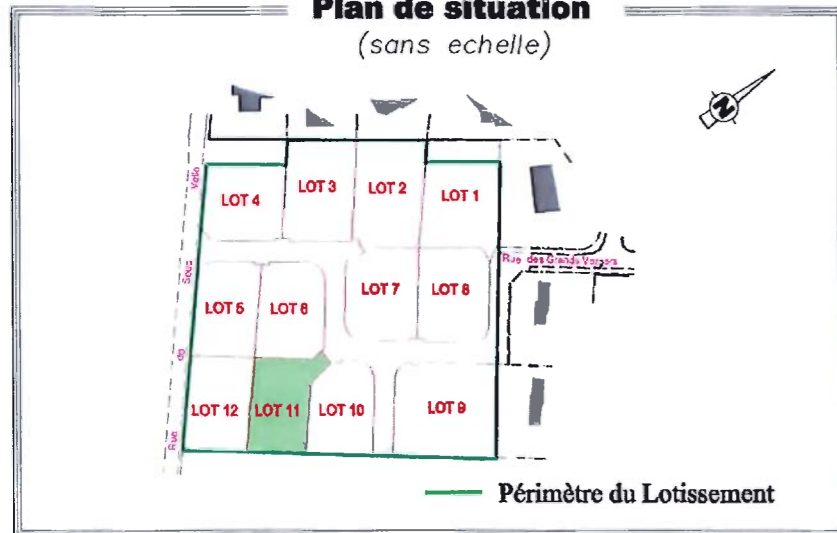 Plan de situation
(sans echelle)
N
LOT 4
LOT 3
LOT 2
LOT 1
Rue des Grands Vergers
LOT 5
LOT 6
LOT 7
LOT 8
LOT 12
LOT 11
LOT 10
LOT 9
Rue de Sous Velle
Périmètre du Lotissement